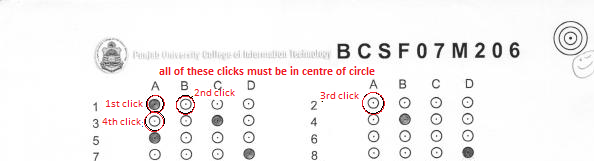 Punjab University College of Information Technology BCSF07M206
all of these clicks must be in centre of circle
A B C D A B C D
1 1st click 2nd click 2 3rd click
3 4th click 4
5 6
7 8